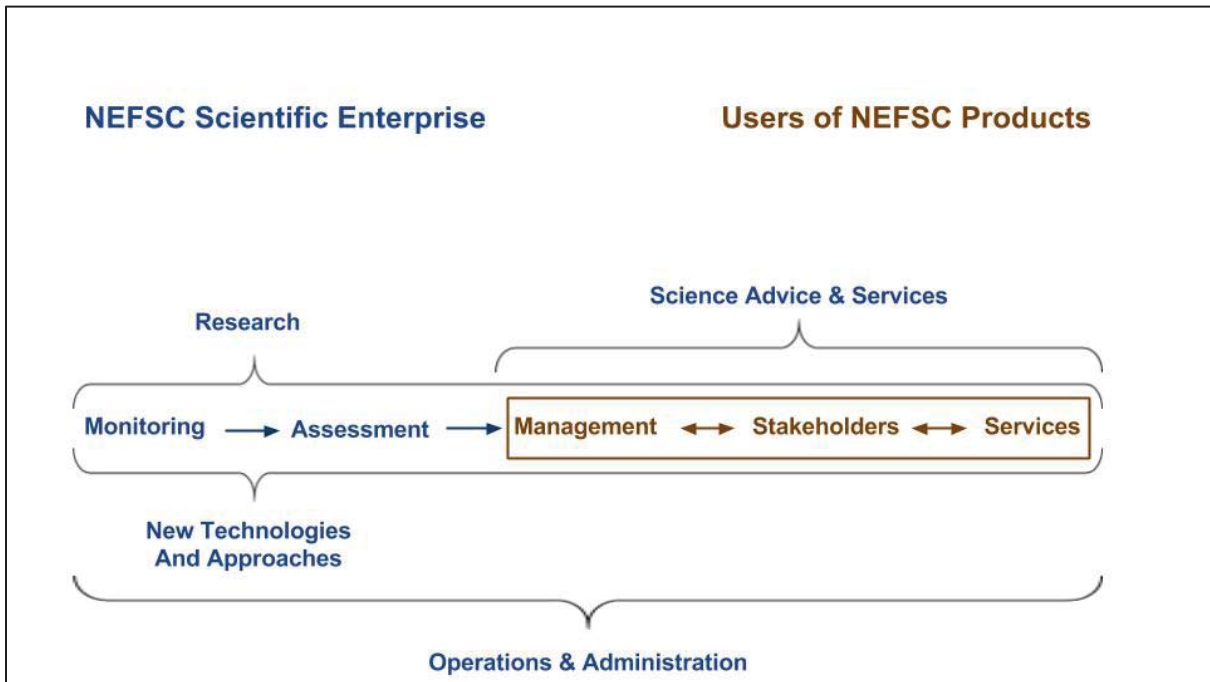 NEFSC Scientific Enterprise
Users of NEFSC Products
Science Advice & Services
Research
Monitoring
Assessment
Management
Stakeholders
Services
New Technologies
And Approaches
Operations & Administration